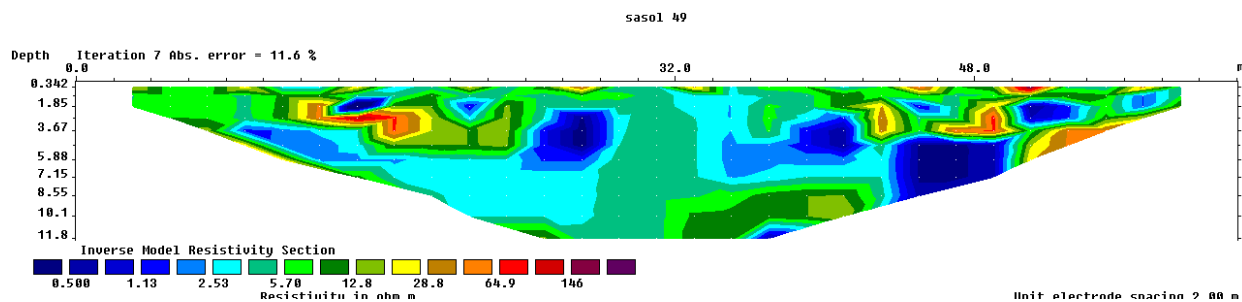 sasol 49
Depth Iteration 7 Abs. error = 11.6 %
0.0 32.0 48.0 m
0.342
1.85
3.67
5.88
7.15
8.55
10.1
11.8
Inverse Model Resistivity Section
0.500 1.13 2.53 5.70 12.8 28.8 64.9 146
Resistivity in ohm.m Unit electrode spacing 2.00 m